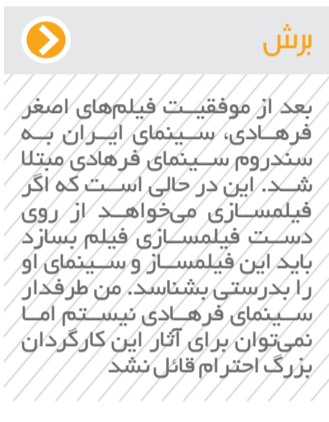 برش
بعد از موفقیت فیلم‌های اصغر
فرهادی، سینمای ایران به
سندروم سینمای فرهادی مبتلا
شد. این در حالی است که اگر
فیلمسازی می‌خواهد از روی
دست فیلمسازی فیلم بسازد
باید این فیلمساز و سینمای او
را بدرستی بشناسد. من طرفدار
سینمای فرهادی نیستم اما
نمی‌توان برای آثار این کارگردان
بزرگ احترام قائل نشد